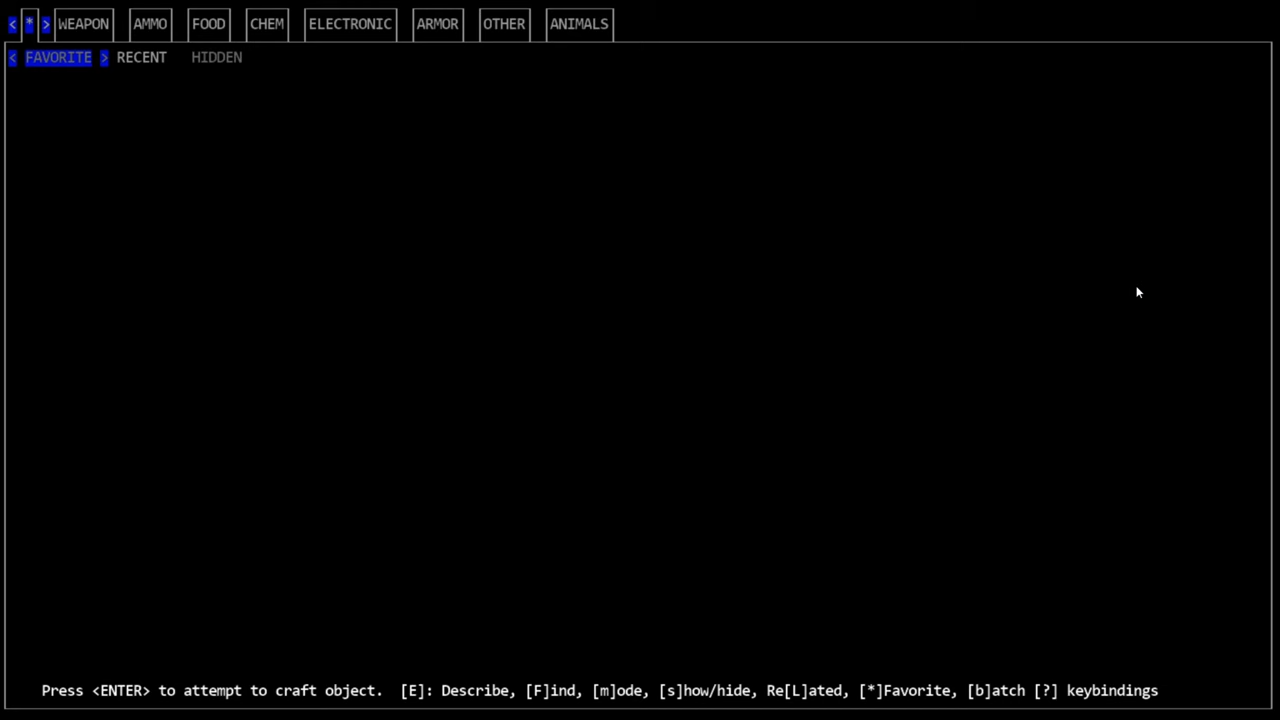 < * > WEAPON AMMO FOOD CHEM ELECTRONIC ARMOR OTHER ANIMALS
< FAVORITE > RECENT HIDDEN
Press <ENTER> to attempt to craft object. [E]: Describe, [F]ind, [m]ode, [s]how/hide, Re[L]ated, [*]Favorite, [b]atch [?] keybindings